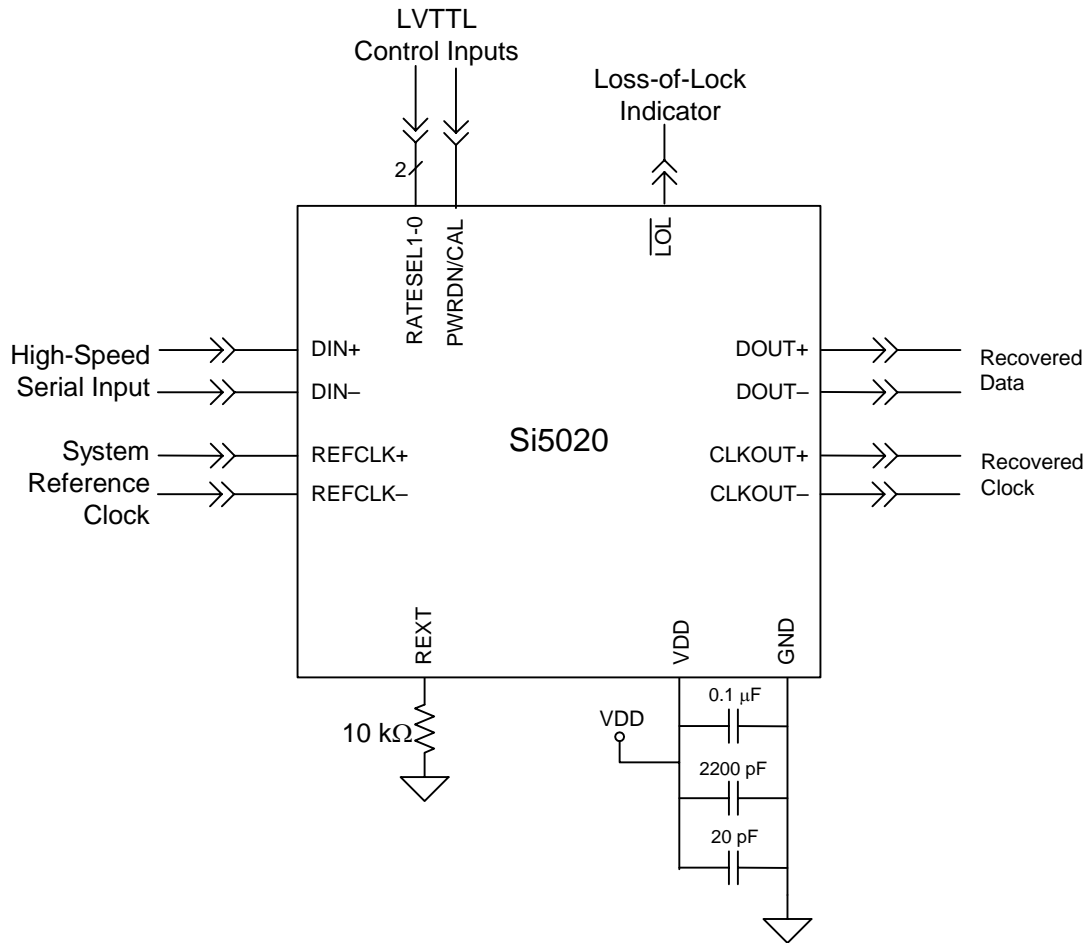 LVTTL
Control Inputs
Loss-of-Lock
Indicator
2
RATESEL1-0
PWRDN/CAL
LOL
High-Speed
Serial Input
DIN+
DIN–
DOUT+
DOUT–
Recovered
Data
System
Reference
Clock
REFCLK+
REFCLK–
Si5020
CLKOUT+
CLKOUT–
Recovered
Clock
REXT
VDD
GND
10 kΩ
VDD
0.1 μF
2200 pF
20 pF